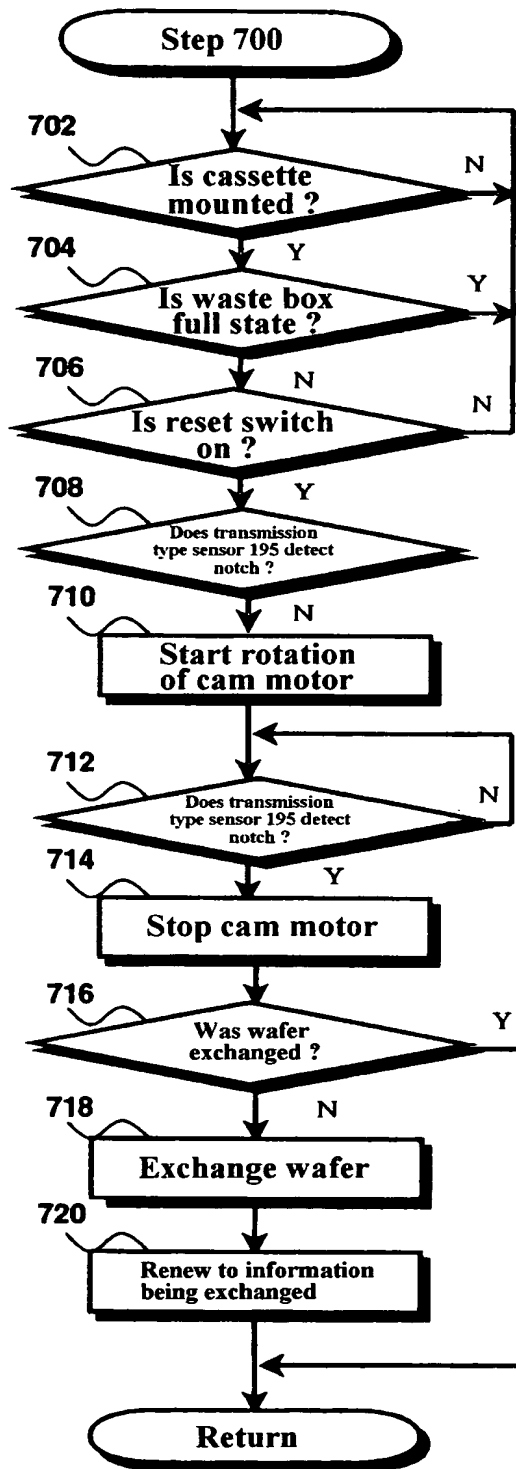 Step 700
702
Is cassette
mounted ?
N
Y
704
Is waste box
full state ?
Y
N
706
Is reset switch
on ?
N
Y
708
Does transmission
type sensor 195 detect
notch ?
N
710
Start rotation
of cam motor
712
Does transmission
type sensor 195 detect
notch ?
N
Y
714
Stop cam motor
716
Was wafer
exchanged ?
Y
N
718
Exchange wafer
720
Renew to information
being exchanged
Return